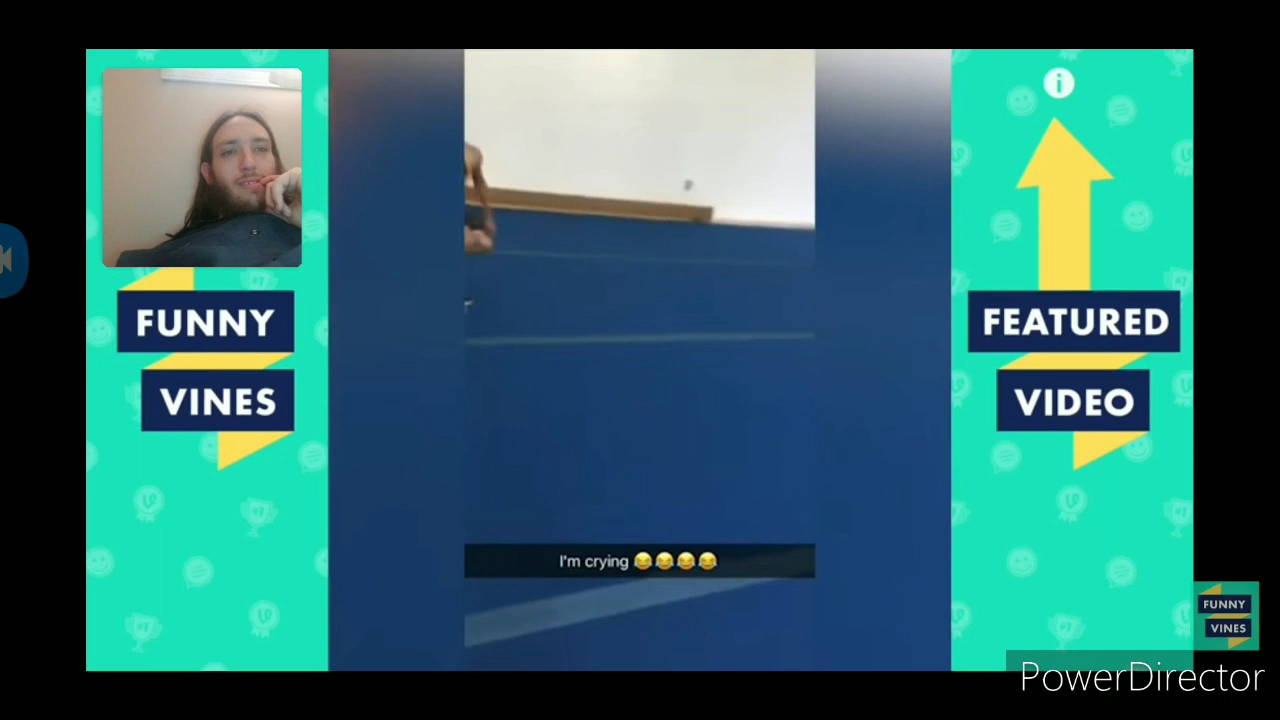 FUNNY
VINES
FEATURED
VIDEO
I'm crying 😂😂😂😂
FUNNY
VINES
PowerDirector